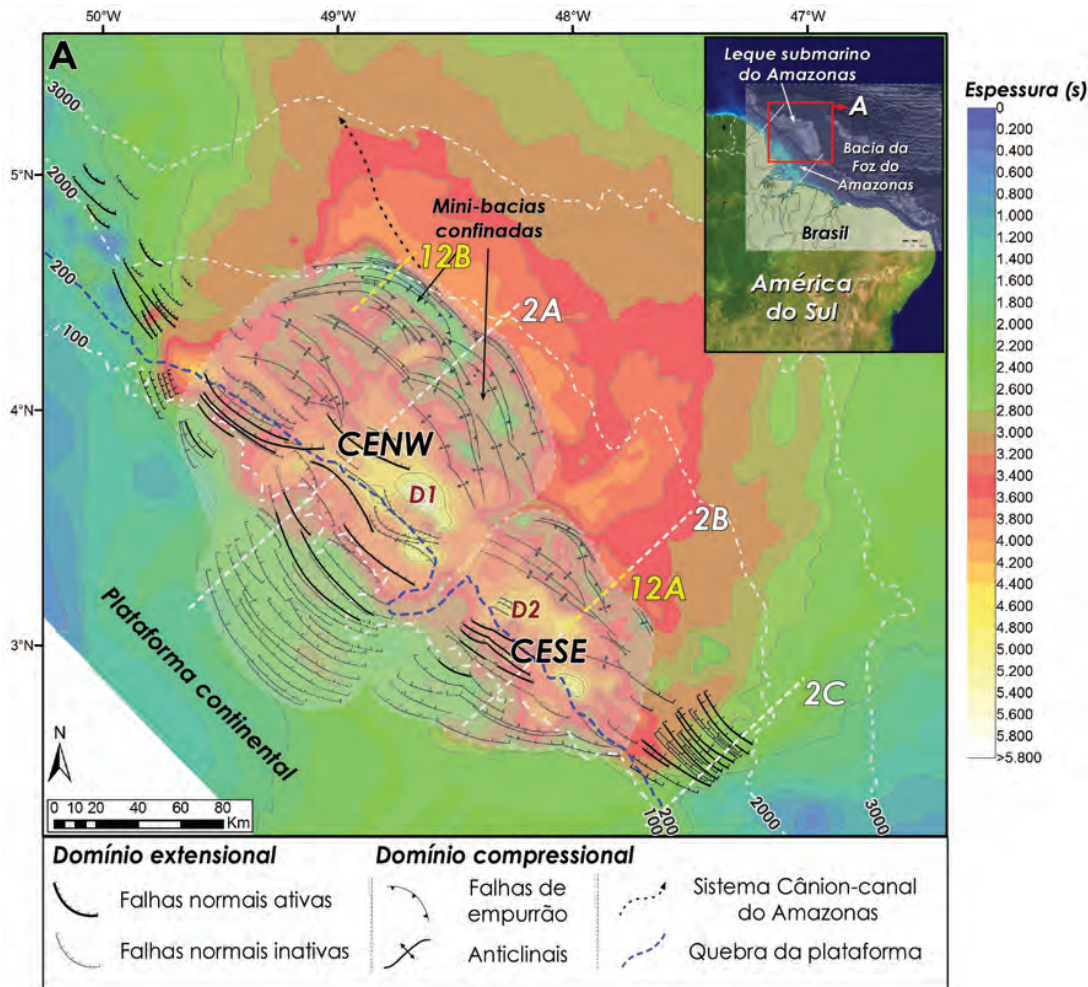 50°W
49°W
48°W
47°W
A
3000
2000
200
100
5°N
4°N
3°N
Mini-bacias
confinadas
12B
2A
CENW
D1
2B
12A
D2
CESE
2C
Plataforma continental
N
0 10 20 40 60 80
Km
100
200
2000
3000
Leque submarino
do Amazonas
A
Bacia da
Foz do
Amazonas
Brasil
América
do Sul
Espessura (s)
0
0.200
0.400
0.600
0.800
1.000
1.200
1.400
1.600
1.800
2.000
2.200
2.400
2.600
2.800
3.000
3.200
3.400
3.600
3.800
4.000
4.200
4.400
4.600
4.800
5.000
5.200
5.400
5.600
5.800
>5.800
Domínio extensional
Falhas normais ativas
Falhas normais inativas
Domínio compressional
Falhas de
empurrão
Anticlinais
Sistema Cânion-canal
do Amazonas
Quebra da plataforma